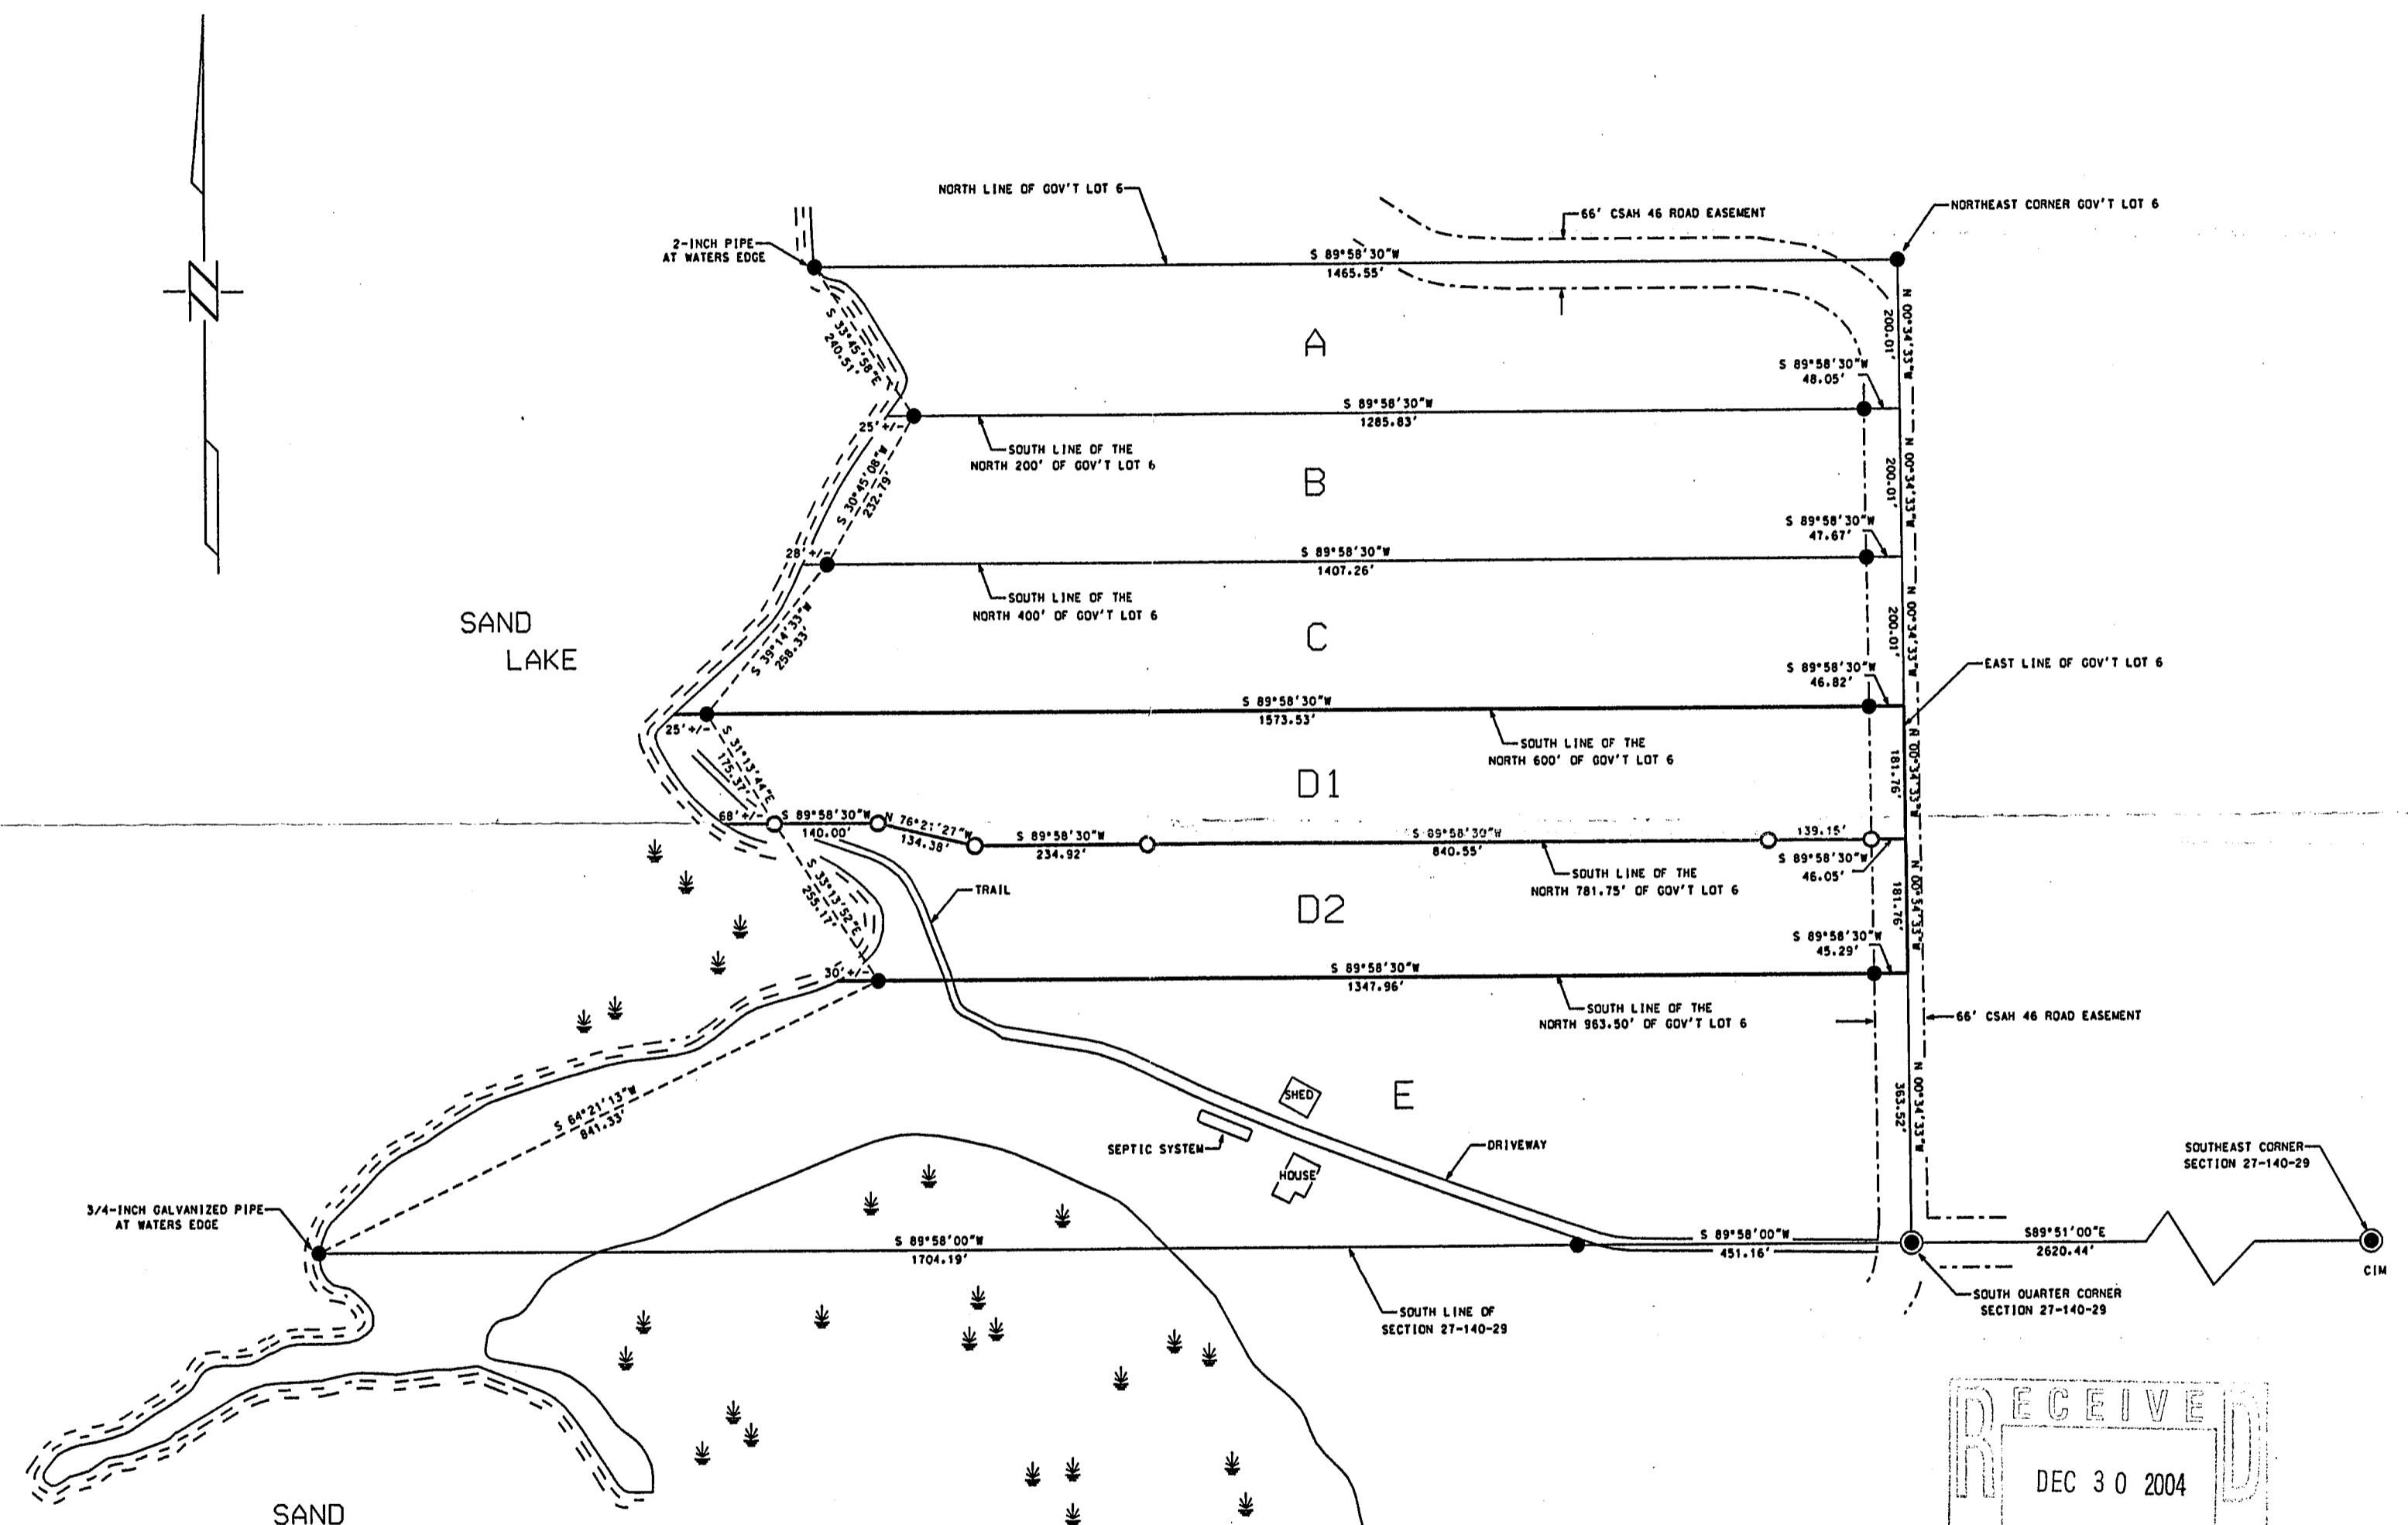 NORTH LINE OF GOV'T LOT 6
66' CSAH 46 ROAD EASEMENT
NORTHEAST CORNER GOV'T LOT 6
2-INCH PIPE
AT WATERS EDGE
S 89°58'30"W
1465.55'
N 00°34'33"W
200.01'
S 33°45'58"E
240.51'
A
S 89°58'30"W
48.05'
S 89°58'30"W
1285.83'
25' +/-
SOUTH LINE OF THE
NORTH 200' OF GOV'T LOT 6
S 30°45'08"W
232.79'
B
N 00°34'33"W
200.01'
S 89°58'30"W
47.67'
28' +/-
S 89°58'30"W
1407.26'
SOUTH LINE OF THE
NORTH 400' OF GOV'T LOT 6
SAND
LAKE
S 39°14'33"W
258.33'
C
N 00°34'33"W
200.01'
EAST LINE OF GOV'T LOT 6
S 89°58'30"W
46.82'
S 89°58'30"W
1573.53'
25' +/-
SOUTH LINE OF THE
NORTH 600' OF GOV'T LOT 6
S 31°13'44"E
175.37'
D1
N 00°34'33"W
181.76'
68' +/-
S 89°58'30"W
140.00'
N 76°21'27"W
134.38'
S 89°58'30"W
234.92'
S 89°58'30"W
840.55'
139.15'
S 89°58'30"W
46.05'
SOUTH LINE OF THE
NORTH 781.75' OF GOV'T LOT 6
S 33°13'52"E
255.17'
TRAIL
D2
N 00°34'33"W
181.76'
S 89°58'30"W
45.29'
30' +/-
S 89°58'30"W
1347.96'
SOUTH LINE OF THE
NORTH 963.50' OF GOV'T LOT 6
66' CSAH 46 ROAD EASEMENT
S 64°21'13"W
841.33'
SHED
E
N 00°34'33"W
363.52'
SEPTIC SYSTEM
DRIVEWAY
HOUSE
SOUTHEAST CORNER
SECTION 27-140-29
3/4-INCH GALVANIZED PIPE
AT WATERS EDGE
S 89°58'00"W
1704.19'
S 89°58'00"W
451.16'
S89°51'00"E
2620.44'
CIM
SOUTH LINE OF
SECTION 27-140-29
SOUTH QUARTER CORNER
SECTION 27-140-29
RECEIVED
DEC 30 2004
SAND